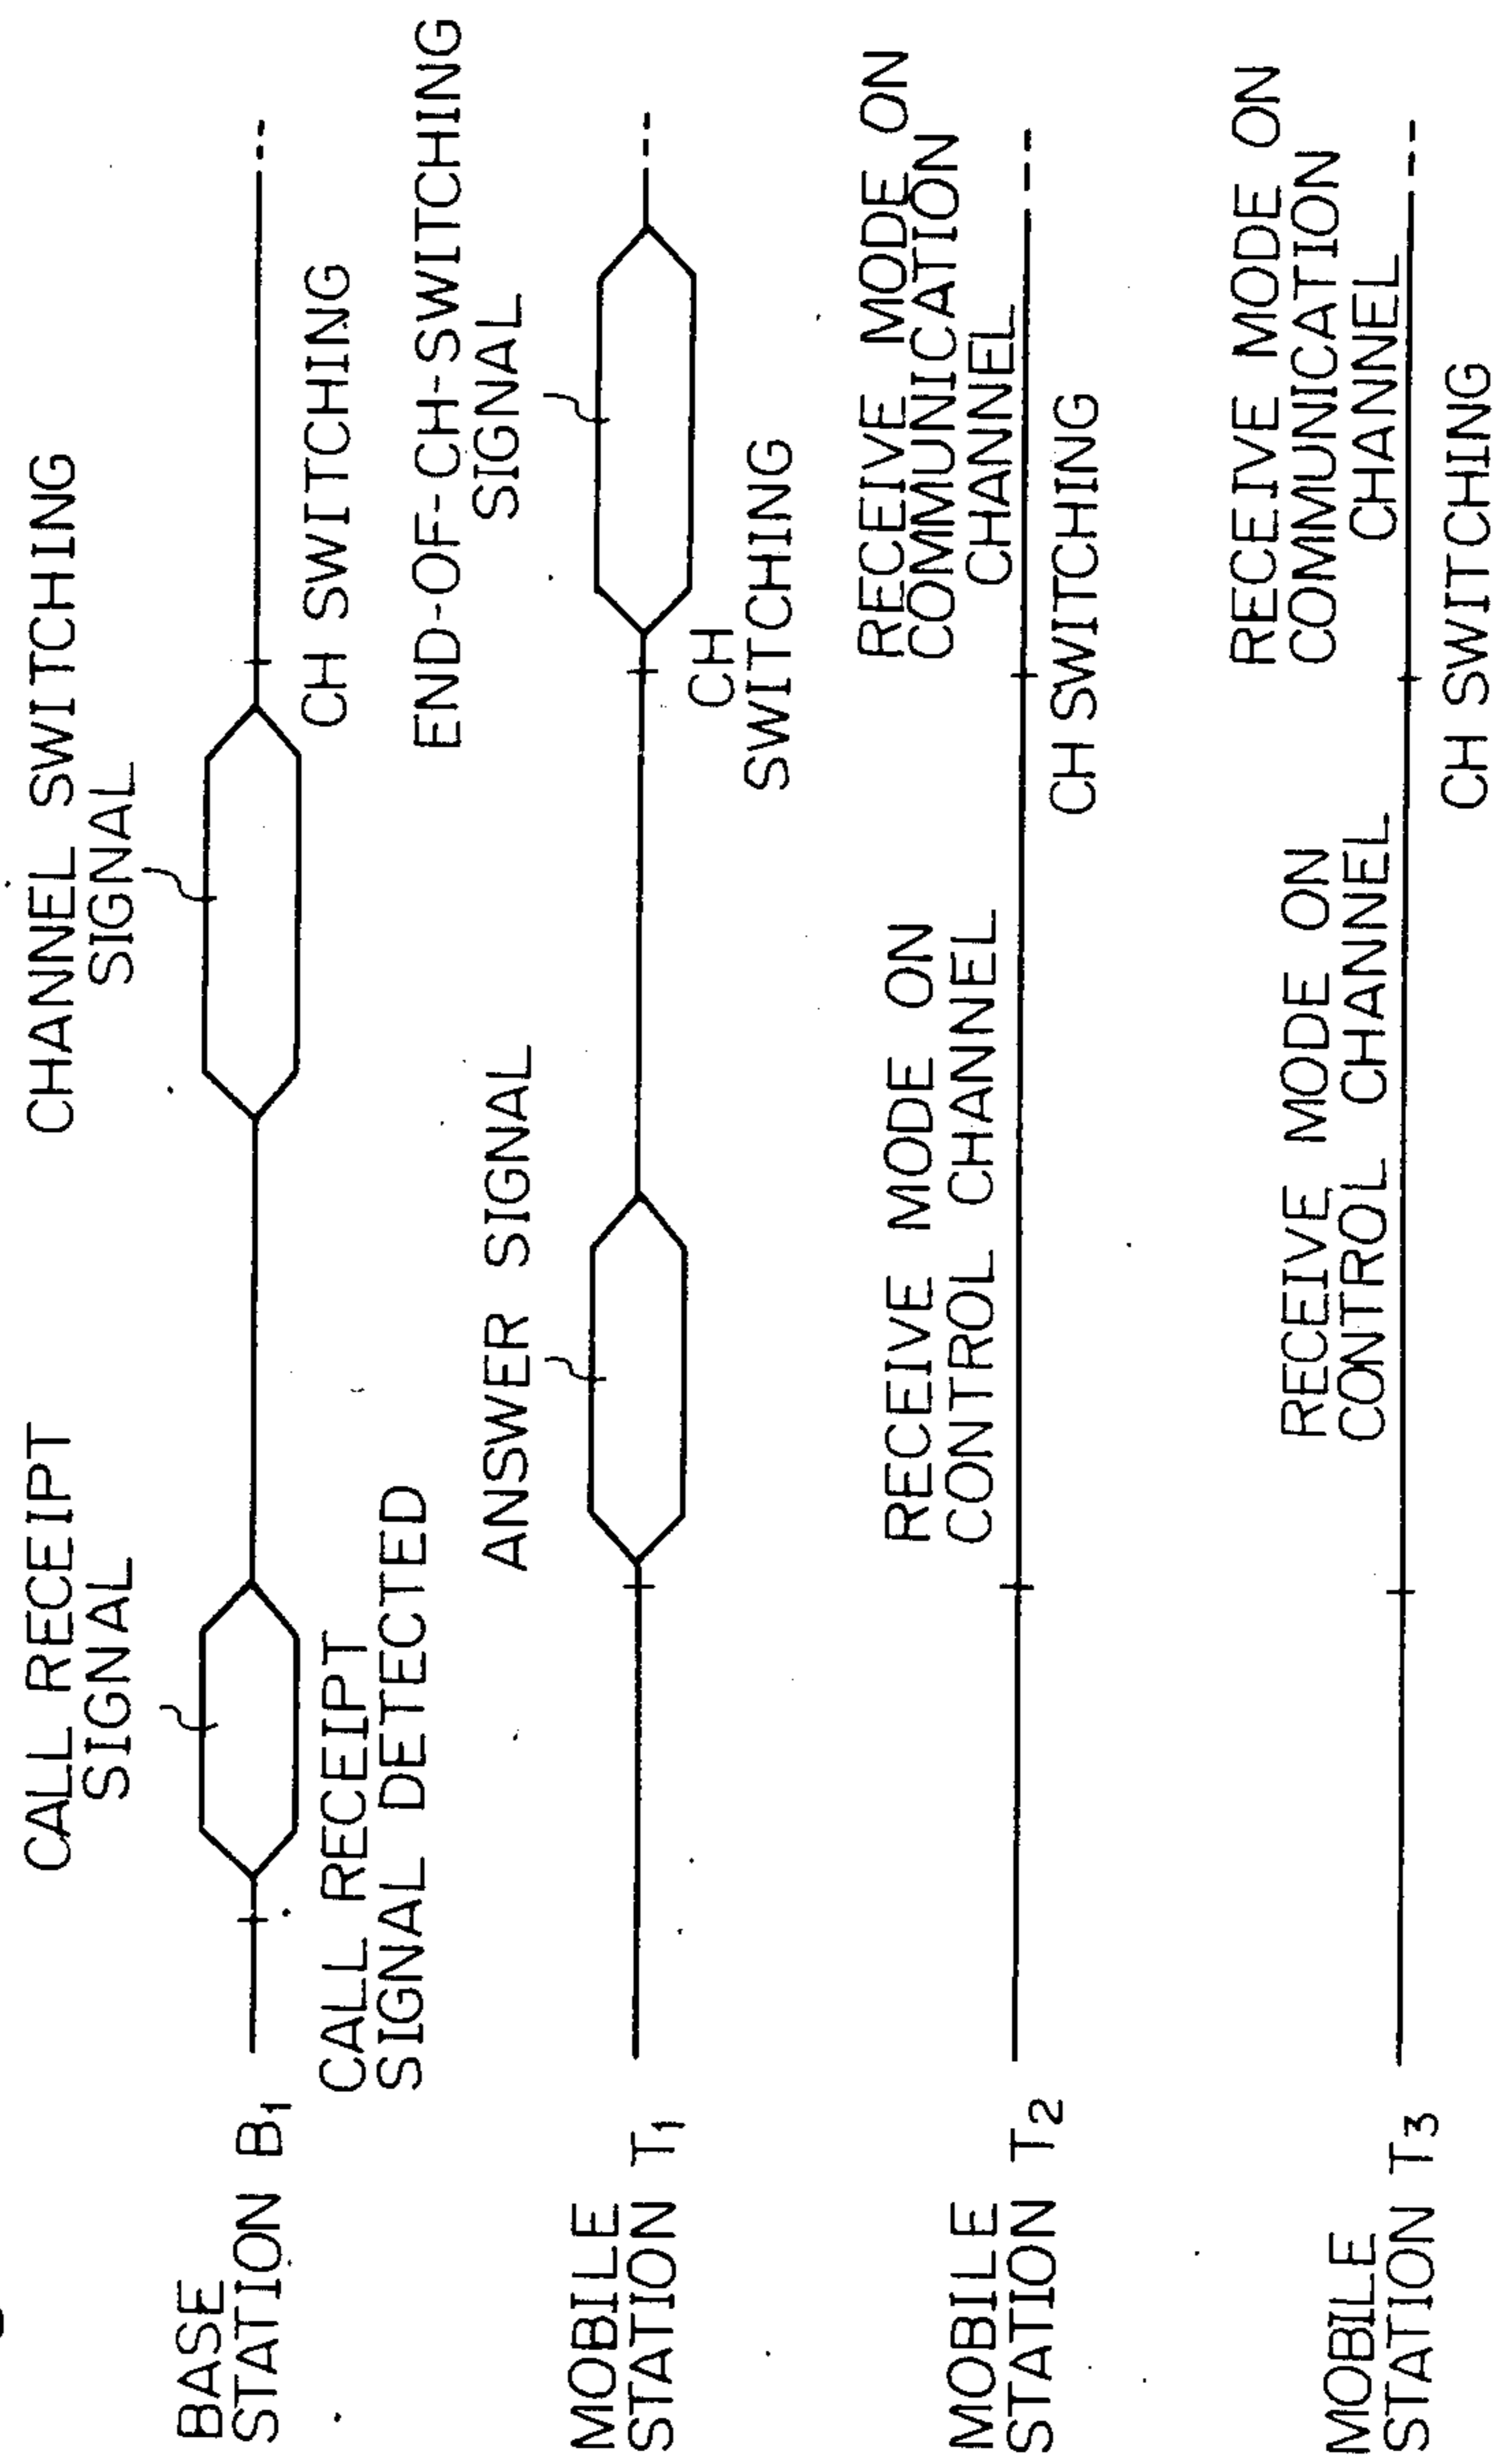 CALL RECEIPT
SIGNAL
CHANNEL SWITCHING
SIGNAL
BASE
STATION B1
CALL RECEIPT
SIGNAL DETECTED
CH SWITCHING
ANSWER SIGNAL
END-OF-CH-SWITCHING
SIGNAL
MOBILE
STATION T1
CH
SWITCHING
RECEIVE MODE ON
CONTROL CHANNEL
RECEIVE MODE ON
COMMUNICATION
CHANNEL
MOBILE
STATION T2
CH SWITCHING
RECEIVE MODE ON
CONTROL CHANNEL
RECEIVE MODE ON
COMMUNICATION
CHANNEL
MOBILE
STATION T3
CH SWITCHING